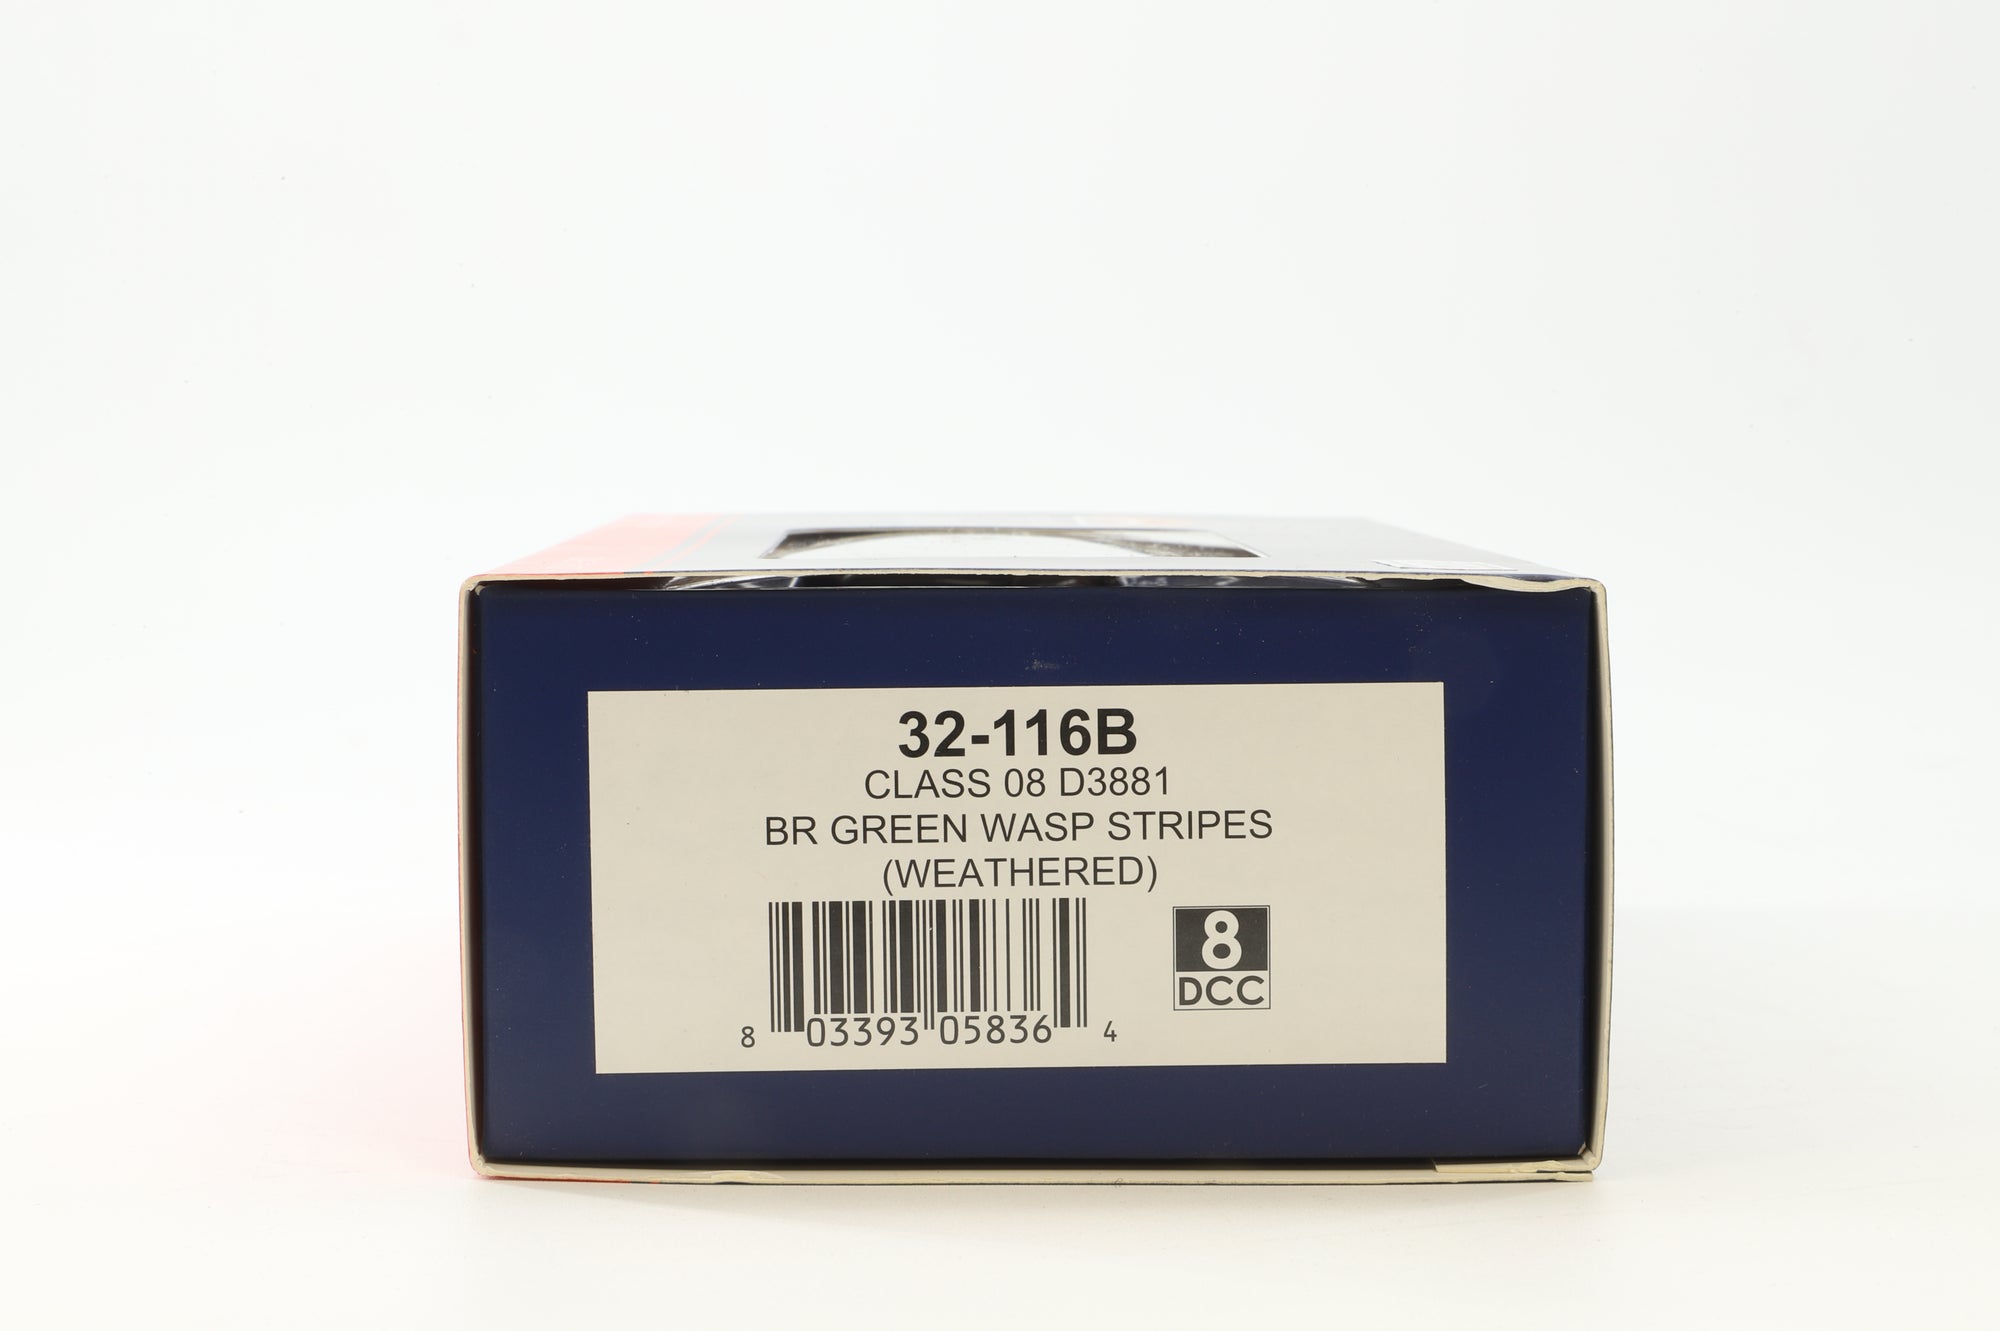 32-116B
CLASS 08 D3881
BR GREEN WASP STRIPES
(WEATHERED)
8 03393 05836 4
8
DCC